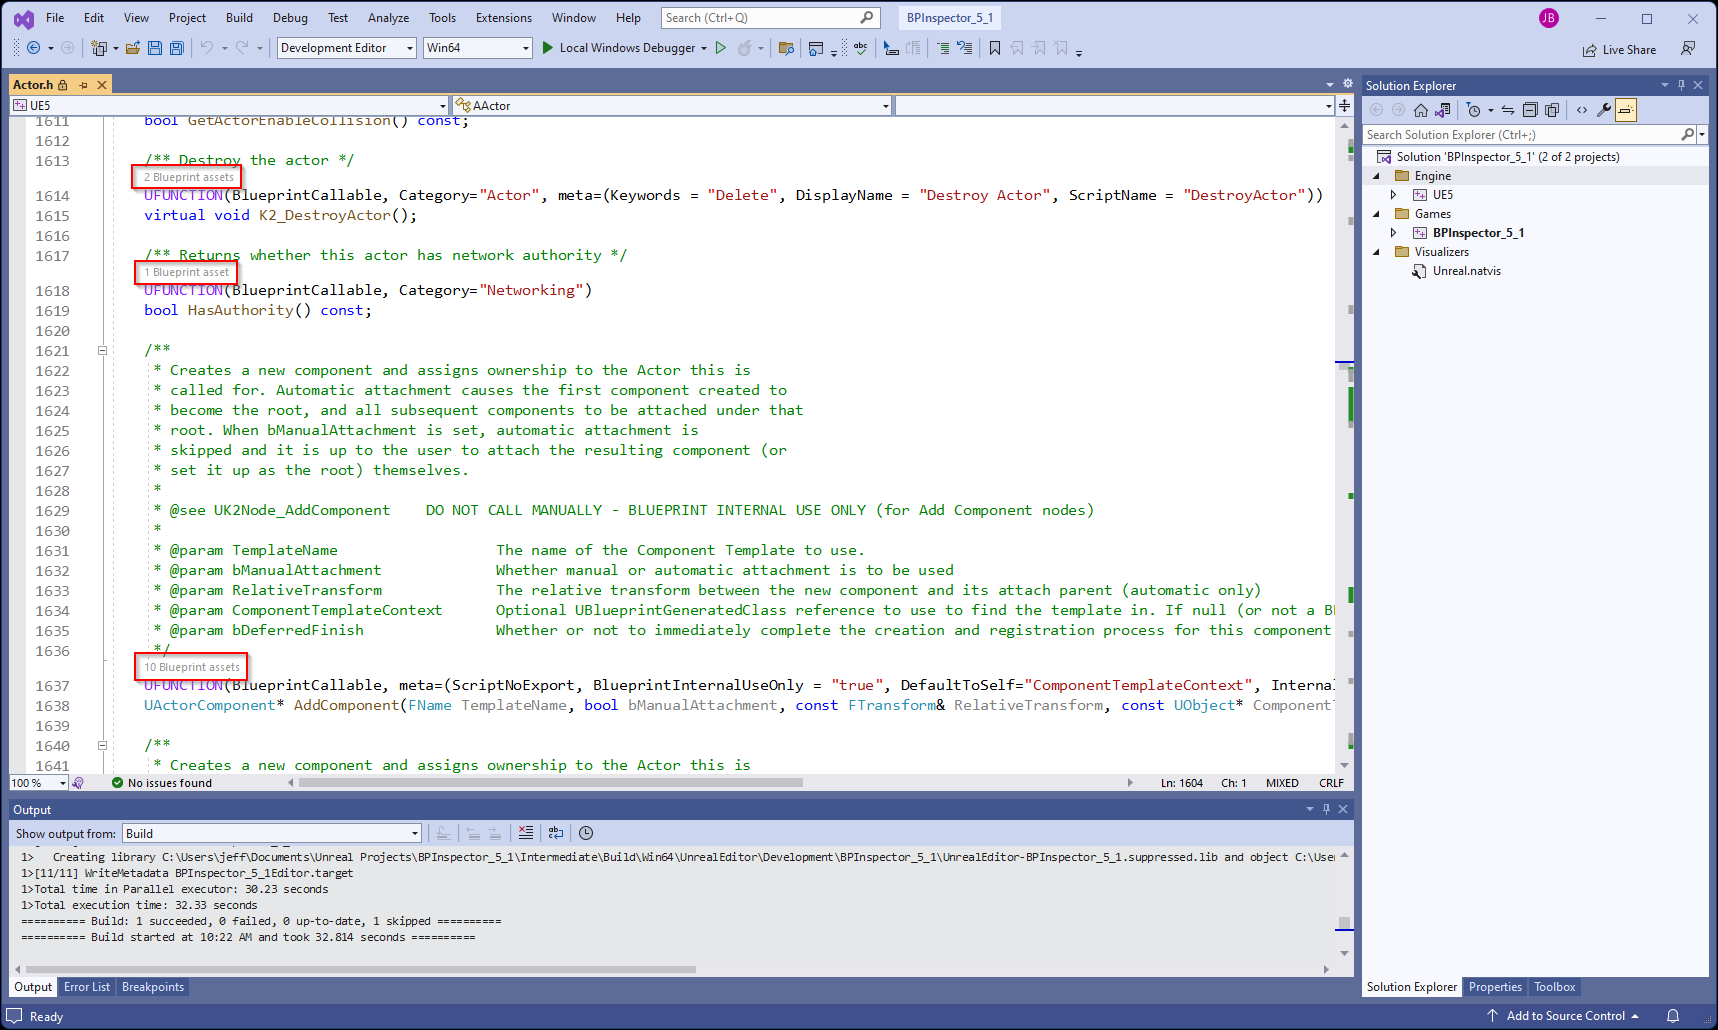 File Edit View Project Build Debug Test Analyze Tools Extensions Window Help Search (Ctrl+Q) BPInspector_5_1 JB
Development Editor Win64 Local Windows Debugger Live Share
Actor.h
UE5 AActor
1611 bool GetActorEnableCollision() const;
1612
1613 /** Destroy the actor */
2 Blueprint assets
1614 UFUNCTION(BlueprintCallable, Category="Actor", meta=(Keywords = "Delete", DisplayName = "Destroy Actor", ScriptName = "DestroyActor"))
1615 virtual void K2_DestroyActor();
1616
1617 /** Returns whether this actor has network authority */
1 Blueprint asset
1618 UFUNCTION(BlueprintCallable, Category="Networking")
1619 bool HasAuthority() const;
1620
1621 /**
1622 * Creates a new component and assigns ownership to the Actor this is
1623 * called for. Automatic attachment causes the first component created to
1624 * become the root, and all subsequent components to be attached under that
1625 * root. When bManualAttachment is set, automatic attachment is
1626 * skipped and it is up to the user to attach the resulting component (or
1627 * set it up as the root) themselves.
1628 *
1629 * @see UK2Node_AddComponent DO NOT CALL MANUALLY - BLUEPRINT INTERNAL USE ONLY (for Add Component nodes)
1630 *
1631 * @param TemplateName The name of the Component Template to use.
1632 * @param bManualAttachment Whether manual or automatic attachment is to be used
1633 * @param RelativeTransform The relative transform between the new component and its attach parent (automatic only)
1634 * @param ComponentTemplateContext Optional UBlueprintGeneratedClass reference to use to find the template in. If null (or not a B
1635 * @param bDeferredFinish Whether or not to immediately complete the creation and registration process for this component
1636 */
10 Blueprint assets
1637 UFUNCTION(BlueprintCallable, meta=(ScriptNoExport, BlueprintInternalUseOnly = "true", DefaultToSelf="ComponentTemplateContext", Interna
1638 UActorComponent* AddComponent(FName TemplateName, bool bManualAttachment, const FTransform& RelativeTransform, const UObject* Component
1639
1640 /**
1641 * Creates a new component and assigns ownership to the Actor this is
100 % No issues found Ln: 1604 Ch: 1 MIXED CRLF
Output
Show output from: Build
1> Creating library C:\Users\jeff\Documents\Unreal Projects\BPInspector_5_1\Intermediate\Build\Win64\UnrealEditor\Development\BPInspector_5_1\UnrealEditor-BPInspector_5_1.suppressed.lib and object C:\Use
1>[11/11] WriteMetadata BPInspector_5_1Editor.target
1>Total time in Parallel executor: 30.23 seconds
1>Total execution time: 32.33 seconds
========== Build: 1 succeeded, 0 failed, 0 up-to-date, 1 skipped ==========
========== Build started at 10:22 AM and took 32.814 seconds ==========
Output Error List Breakpoints
Solution Explorer
Search Solution Explorer (Ctrl+;)
Solution 'BPInspector_5_1' (2 of 2 projects)
Engine
UE5
Games
BPInspector_5_1
Visualizers
Unreal.natvis
Solution Explorer Properties Toolbox
Ready Add to Source Control